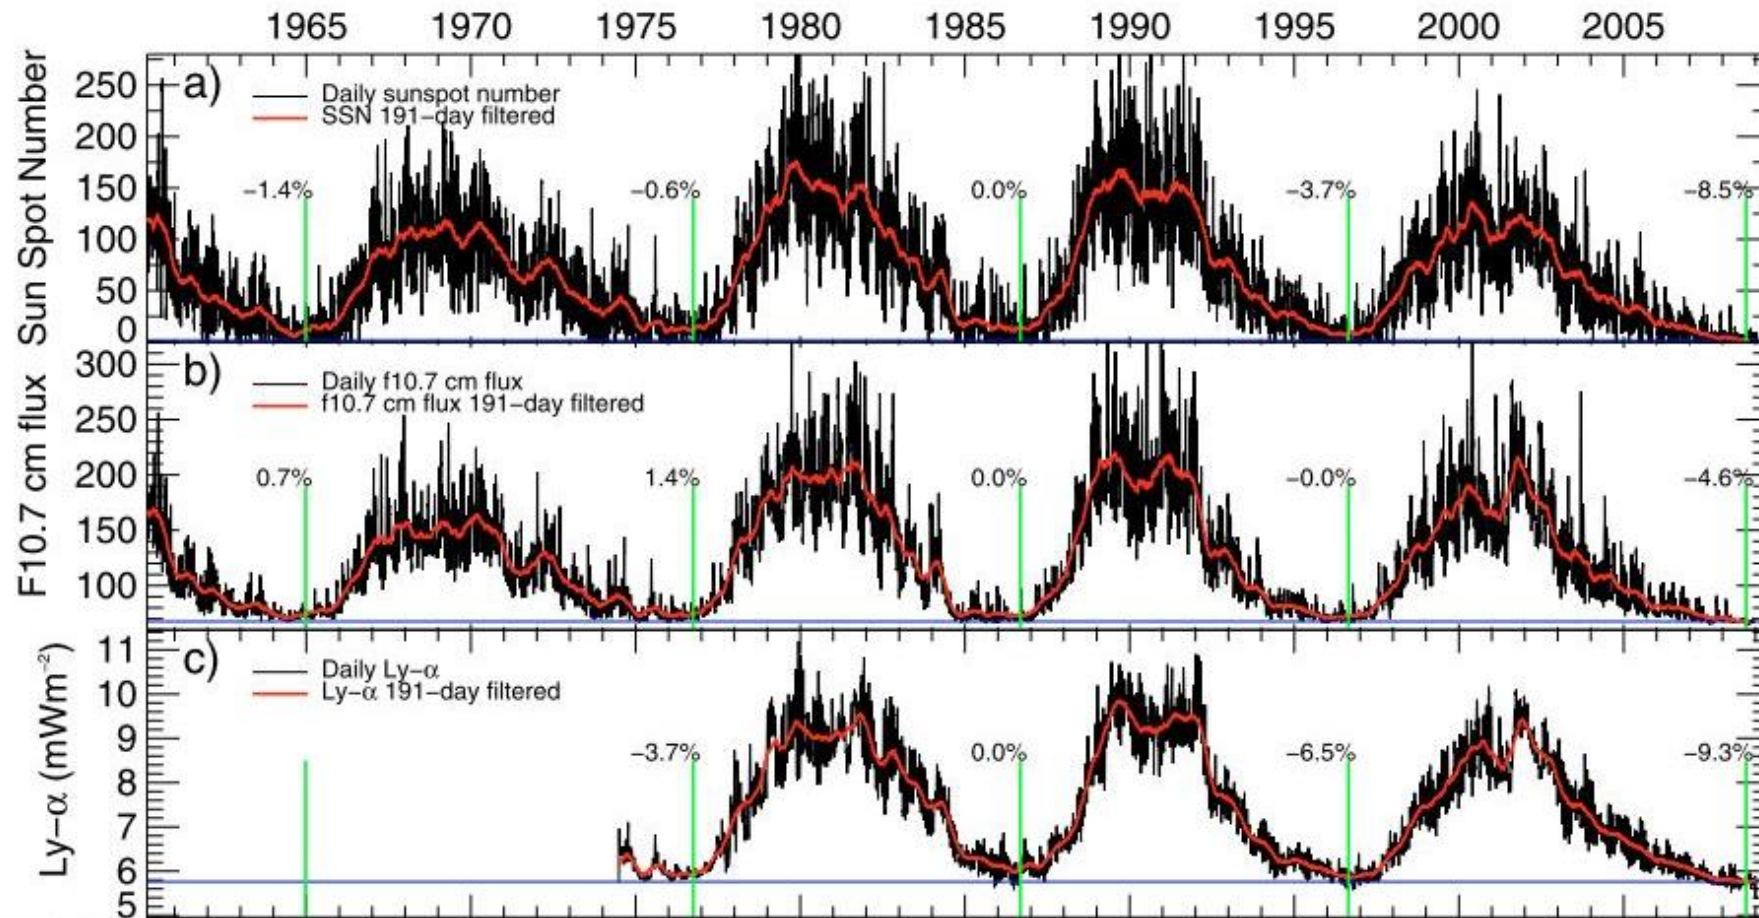 1965 1970 1975 1980 1985 1990 1995 2000 2005
Sun Spot Number
250
200
150
100
50
0
a)
Daily sunspot number
SSN 191−day filtered
−1.4% −0.6% 0.0% −3.7% −8.5%
F10.7 cm flux
300
250
200
150
100
b)
Daily f10.7 cm flux
f10.7 cm flux 191−day filtered
0.7% 1.4% 0.0% −0.0% −4.6%
Ly−α (mWm⁻²)
11
10
9
8
7
6
5
c)
Daily Ly−α
Ly−α 191−day filtered
−3.7% 0.0% −6.5% −9.3%